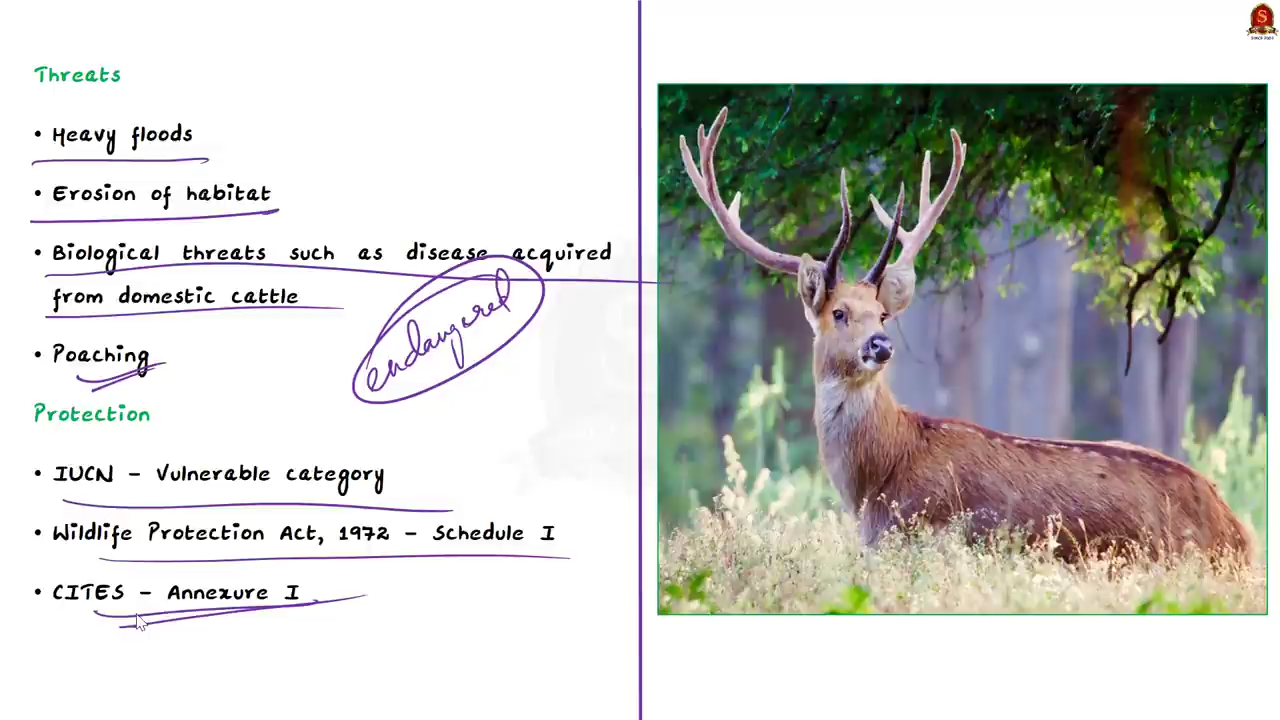 Threats
• Heavy floods
• Erosion of habitat
• Biological threats such as disease acquired
from domestic cattle
endangered
• Poaching
Protection
• IUCN – Vulnerable category
• Wildlife Protection Act, 1972 – Schedule I
• CITES – Annexure I
S